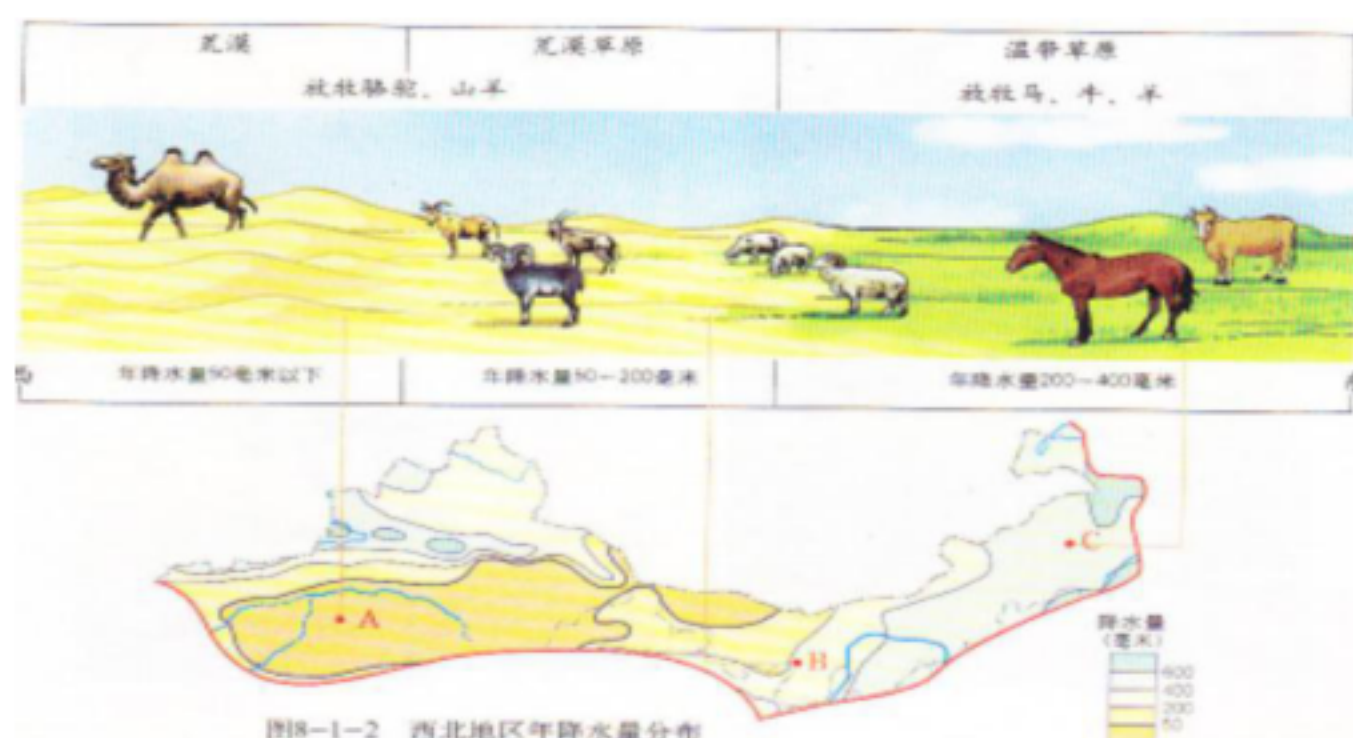 荒漠 荒漠草原 温带草原
放牧骆驼、山羊 放牧马、牛、羊
年降水量50毫米以下 年降水量50—200毫米 年降水量200—400毫米
A
B
C
降水量
(毫米)
800
400
200
50
图8-1-2 西北地区年降水量分布